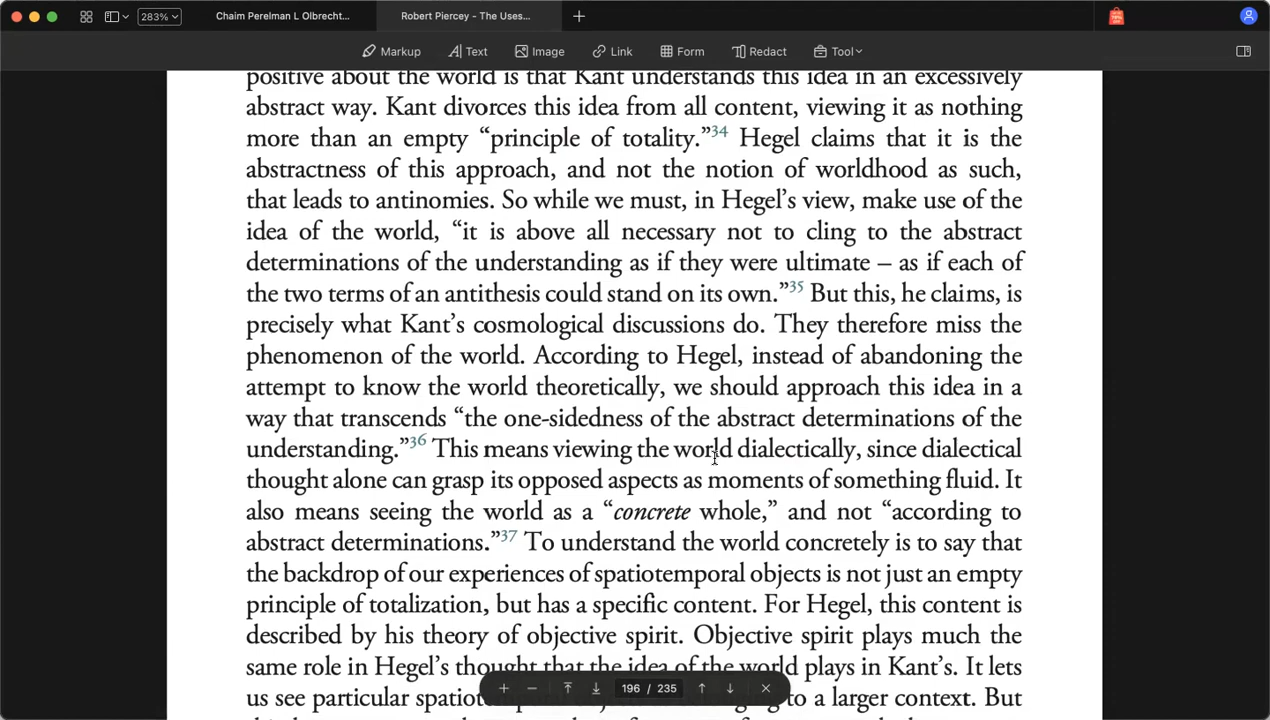 283%
Chaim Perelman L Olbrecht...
Robert Piercey - The Uses...
Markup
Text
Image
Link
Form
Redact
Tool
positive about the world is that Kant understands this idea in an excessively
abstract way. Kant divorces this idea from all content, viewing it as nothing
more than an empty “principle of totality.”34 Hegel claims that it is the
abstractness of this approach, and not the notion of worldhood as such,
that leads to antinomies. So while we must, in Hegel’s view, make use of the
idea of the world, “it is above all necessary not to cling to the abstract
determinations of the understanding as if they were ultimate – as if each of
the two terms of an antithesis could stand on its own.”35 But this, he claims, is
precisely what Kant’s cosmological discussions do. They therefore miss the
phenomenon of the world. According to Hegel, instead of abandoning the
attempt to know the world theoretically, we should approach this idea in a
way that transcends “the one-sidedness of the abstract determinations of the
understanding.”36 This means viewing the world dialectically, since dialectical
thought alone can grasp its opposed aspects as moments of something fluid. It
also means seeing the world as a “concrete whole,” and not “according to
abstract determinations.”37 To understand the world concretely is to say that
the backdrop of our experiences of spatiotemporal objects is not just an empty
principle of totalization, but has a specific content. For Hegel, this content is
described by his theory of objective spirit. Objective spirit plays much the
same role in Hegel’s thought that the idea of the world plays in Kant’s. It lets
us see particular to a larger context. But
196 / 235